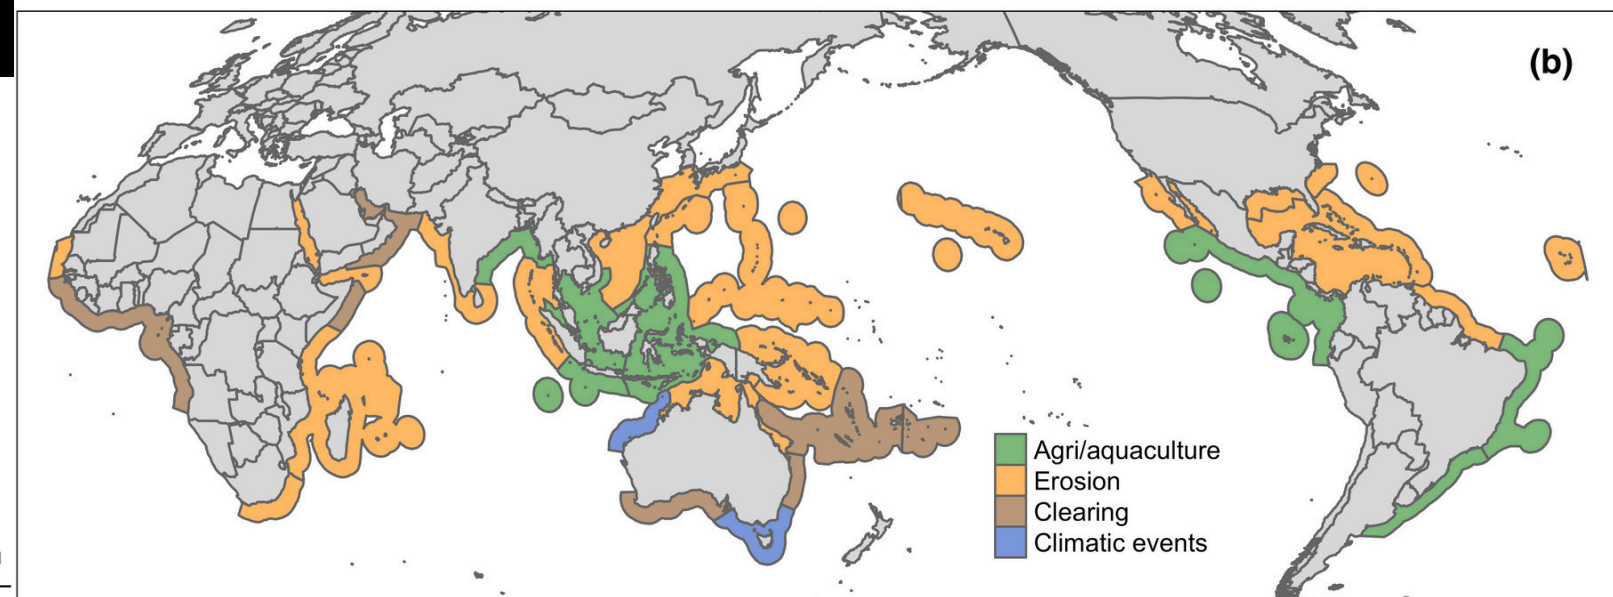 (b)
Agri/aquaculture
Erosion
Clearing
Climatic events